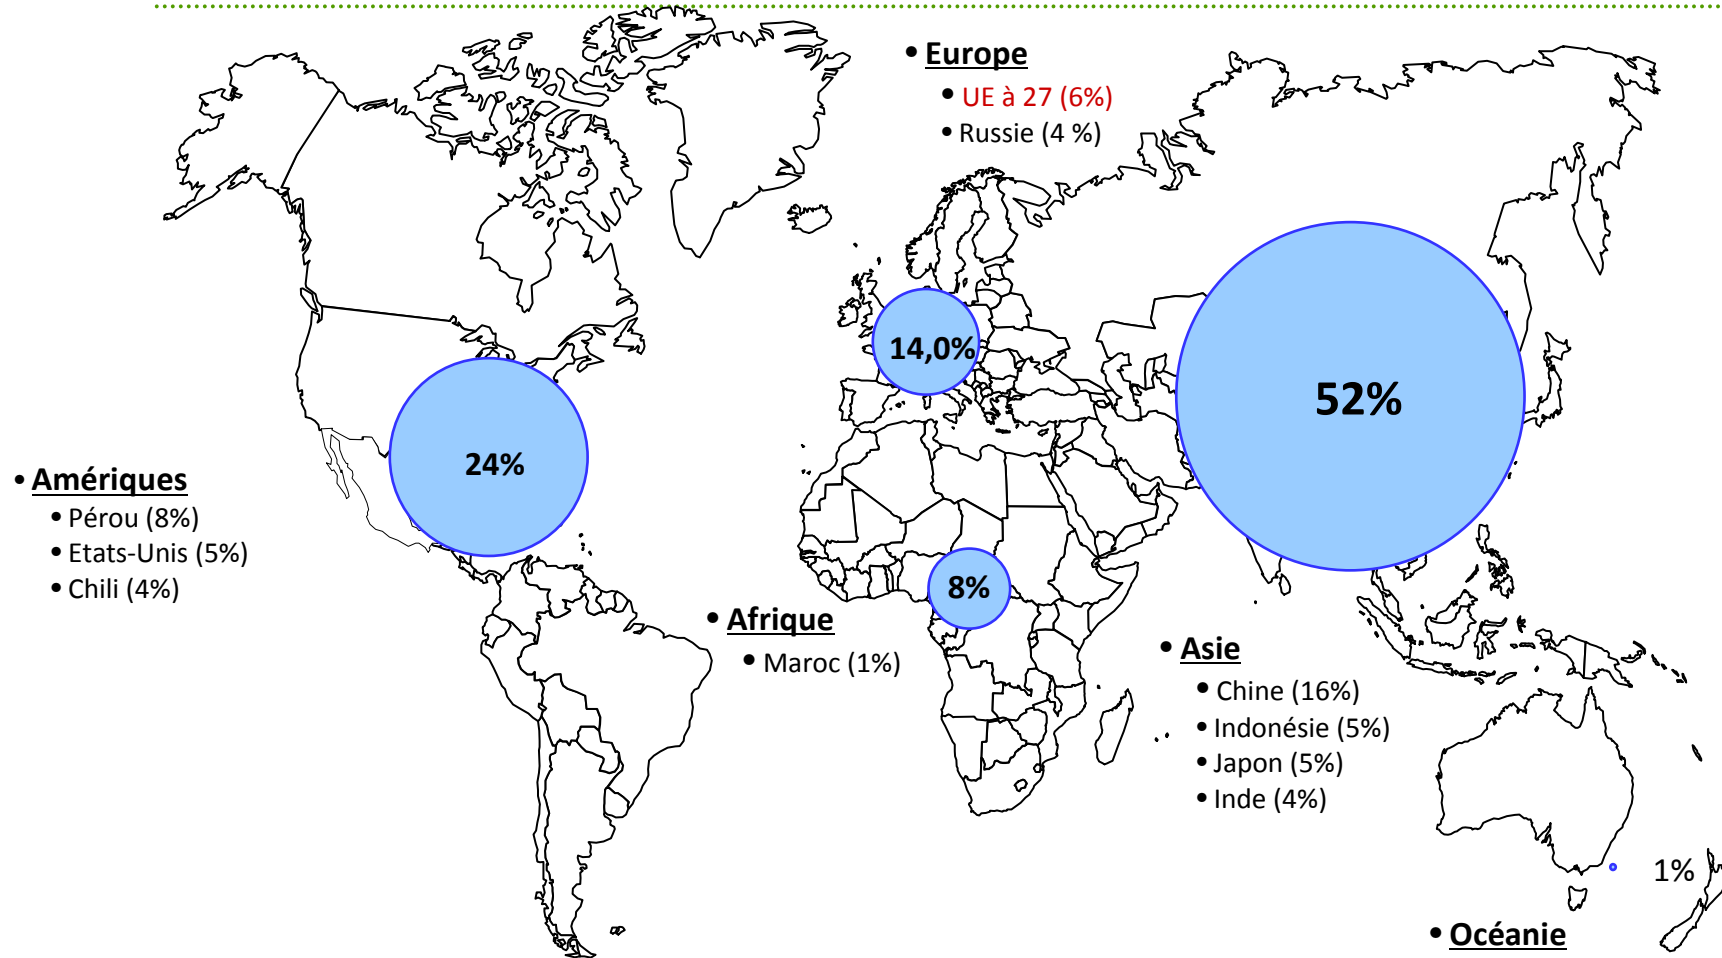 • Europe
• UE à 27 (6%)
• Russie (4 %)
14,0%
52%
24%
• Amériques
• Pérou (8%)
• Etats-Unis (5%)
• Chili (4%)
8%
• Afrique
• Maroc (1%)
• Asie
• Chine (16%)
• Indonésie (5%)
• Japon (5%)
• Inde (4%)
1%
• Océanie